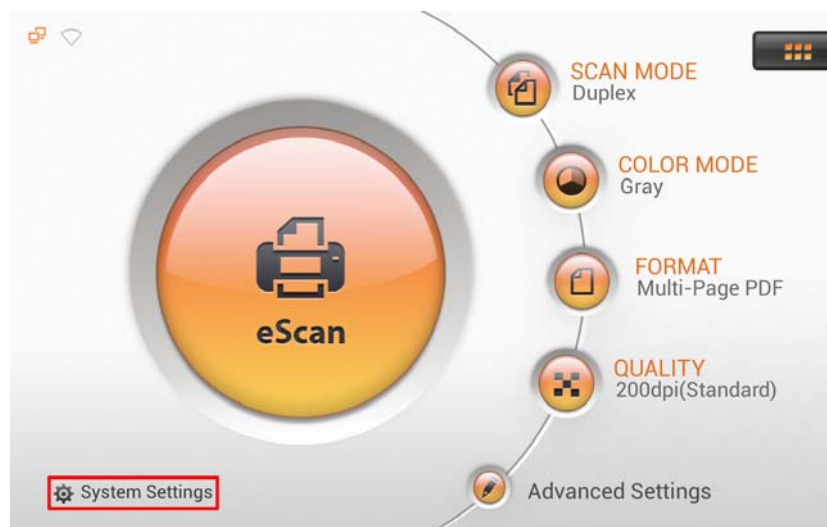 SCAN MODE
Duplex
COLOR MODE
Gray
FORMAT
Multi-Page PDF
eScan
QUALITY
200dpi(Standard)
System Settings
Advanced Settings